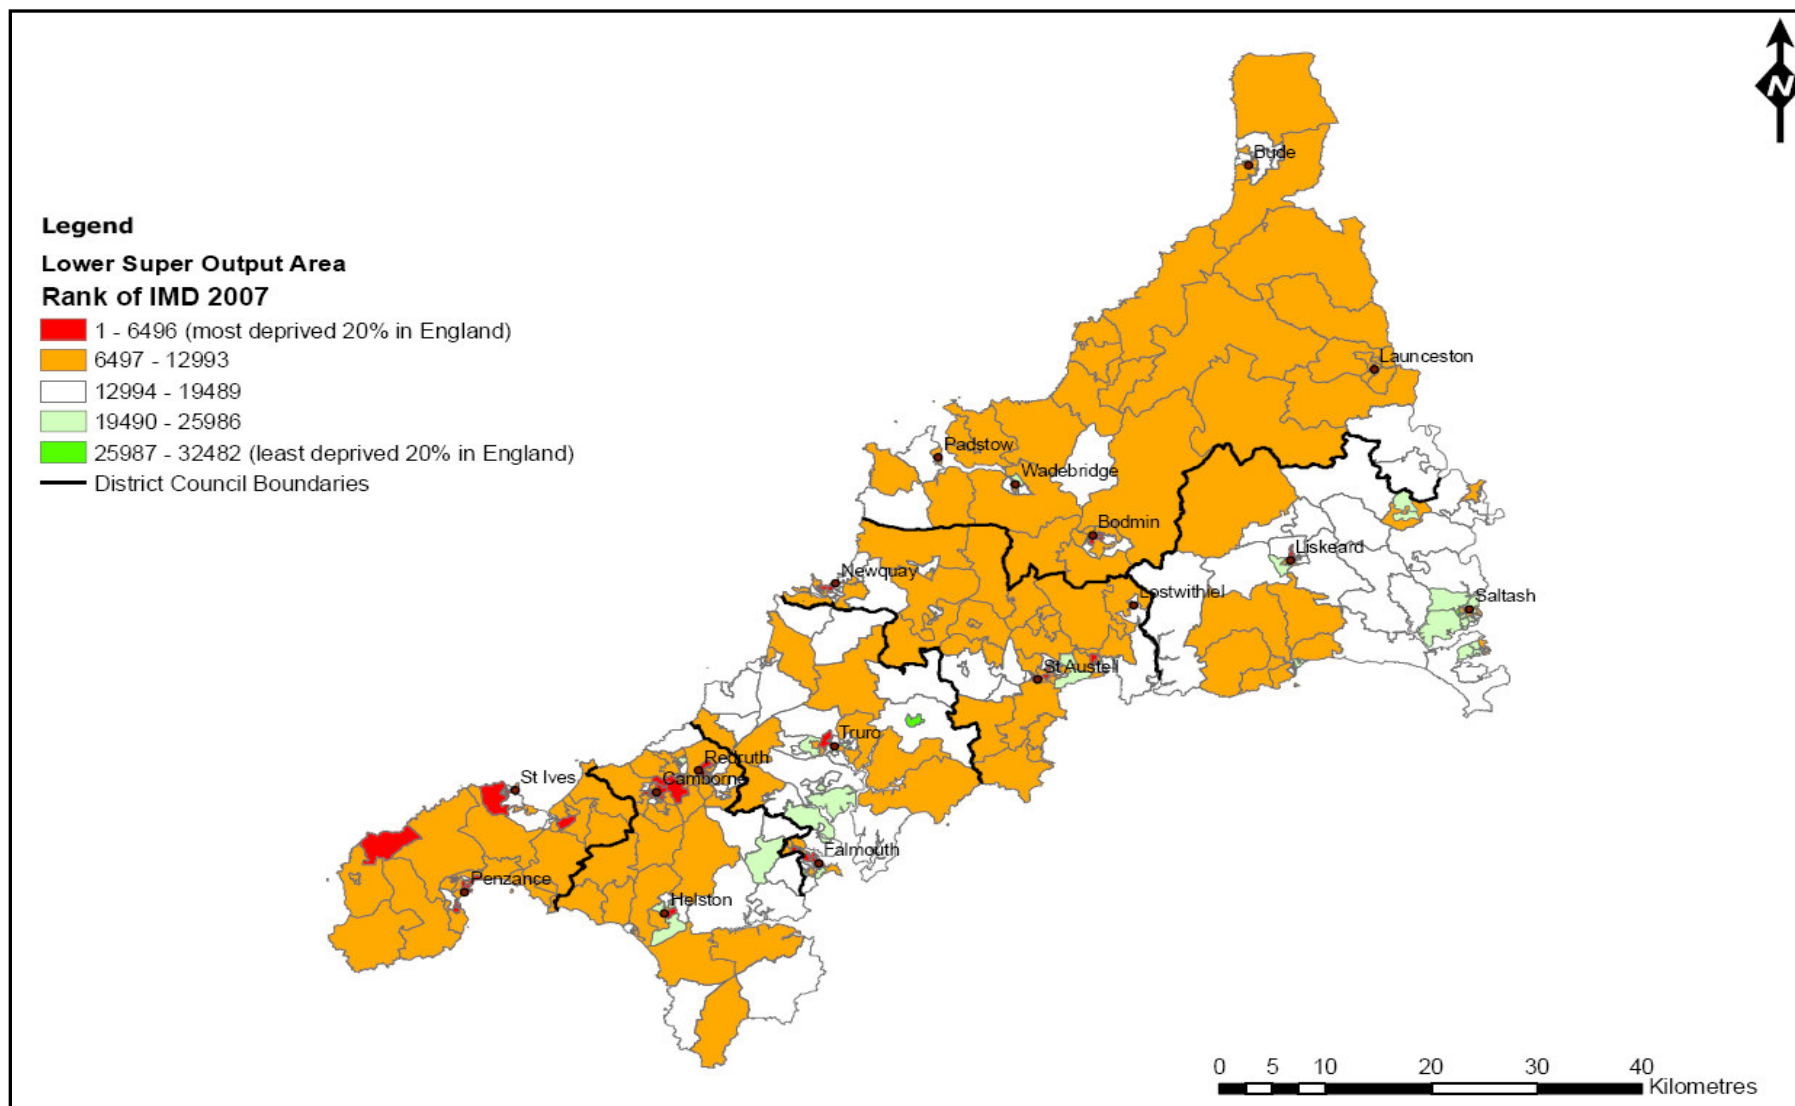 N
Bude
Legend
Lower Super Output Area
Rank of IMD 2007
1 - 6496 (most deprived 20% in England)
6497 - 12993
12994 - 19489
19490 - 25986
25987 - 32482 (least deprived 20% in England)
District Council Boundaries
Launceston
Padstow
Wadebridge
Bodmin
Liskeard
Newquay
Lostwithiel
Saltash
St Austell
Truro
Redruth
St Ives
Camborne
Falmouth
Penzance
Helston
0 5 10 20 30 40
Kilometres